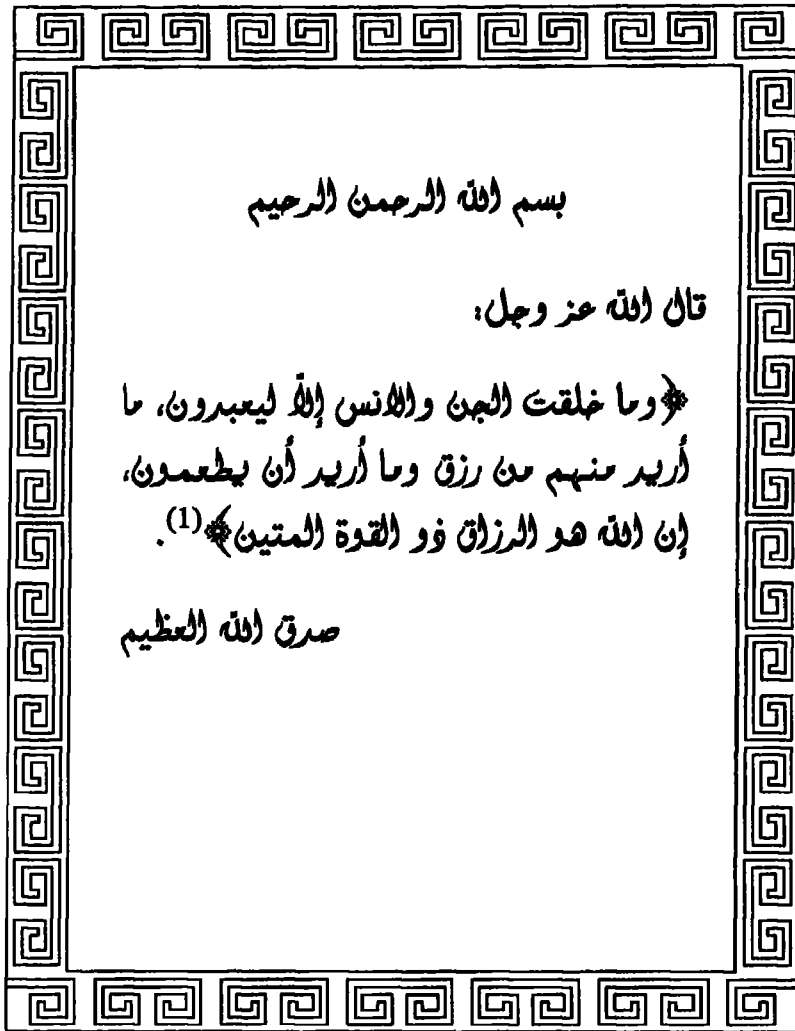 بسم الله الرحمن الرحيم
قال الله عز وجل:
﴿وما خلقت الجن والانس إلاّ ليعبدون، ما
أريد منهم من رزق وما أريد أن يطعمون،
إن الله هو الرزاق ذو القوة المتين﴾(1).
صدق الله العظيم